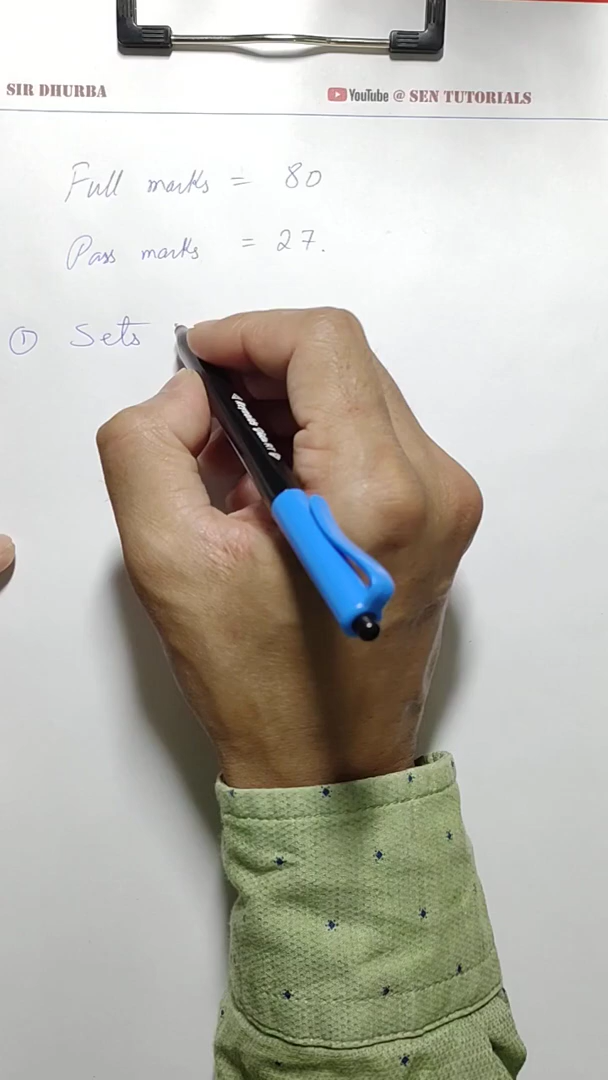 SIR DHURBA
YouTube @ SEN TUTORIALS
Full marks = 80
Pass marks = 27.
① Sets